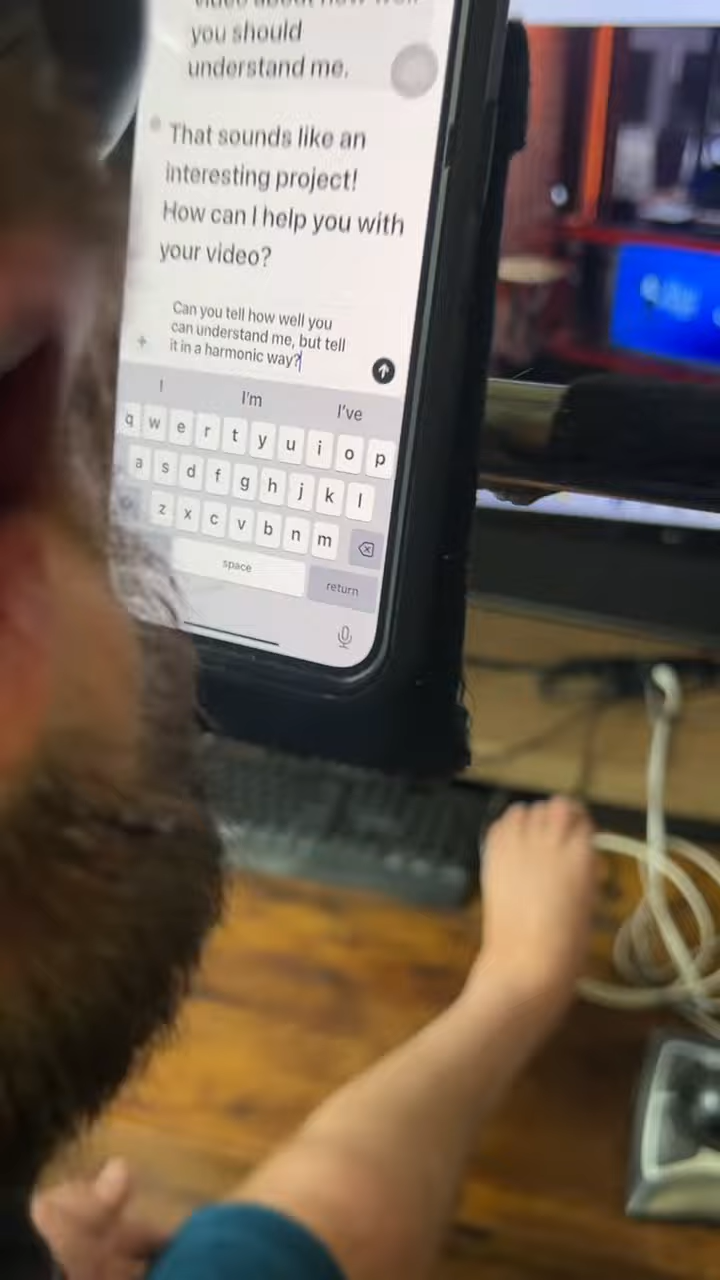 you should
understand me.
That sounds like an
interesting project!
How can I help you with
your video?
Can you tell how well you
can understand me, but tell
it in a harmonic way?
I
I'm
I've
q w e r t y u i o p
a s d f g h j k l
z x c v b n m
space
return